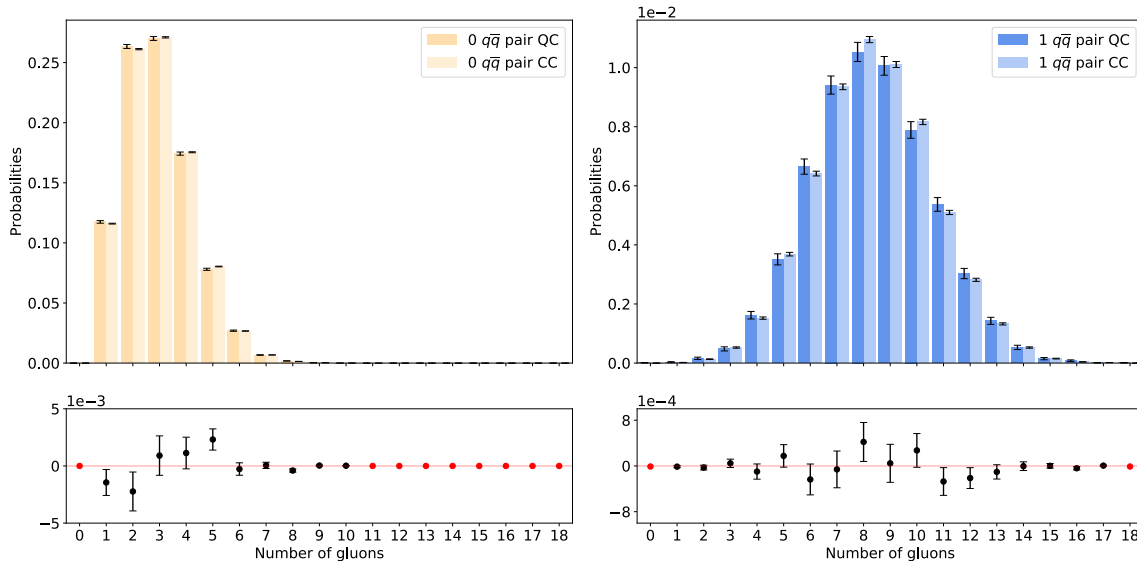 0 qq̅ pair QC
0 qq̅ pair CC
Probabilities
0.25
0.20
0.15
0.10
0.05
0.00
1e−3
5
0
−5
0 1 2 3 4 5 6 7 8 9 10 11 12 13 14 15 16 17 18
Number of gluons
1e−2
1 qq̅ pair QC
1 qq̅ pair CC
Probabilities
1.0
0.8
0.6
0.4
0.2
0.0
1e−4
8
0
−8
0 1 2 3 4 5 6 7 8 9 10 11 12 13 14 15 16 17 18
Number of gluons